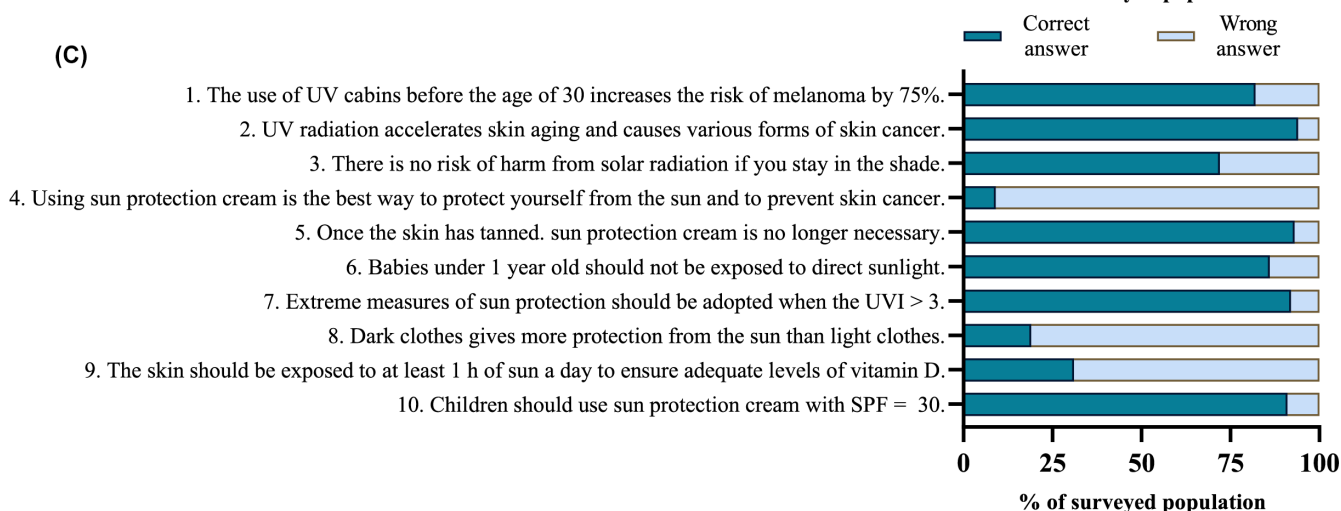 Correct answer
Wrong answer
(C)
1. The use of UV cabins before the age of 30 increases the risk of melanoma by 75%.
2. UV radiation accelerates skin aging and causes various forms of skin cancer.
3. There is no risk of harm from solar radiation if you stay in the shade.
4. Using sun protection cream is the best way to protect yourself from the sun and to prevent skin cancer.
5. Once the skin has tanned. sun protection cream is no longer necessary.
6. Babies under 1 year old should not be exposed to direct sunlight.
7. Extreme measures of sun protection should be adopted when the UVI > 3.
8. Dark clothes gives more protection from the sun than light clothes.
9. The skin should be exposed to at least 1 h of sun a day to ensure adequate levels of vitamin D.
10. Children should use sun protection cream with SPF = 30.
0 25 50 75 100
% of surveyed population